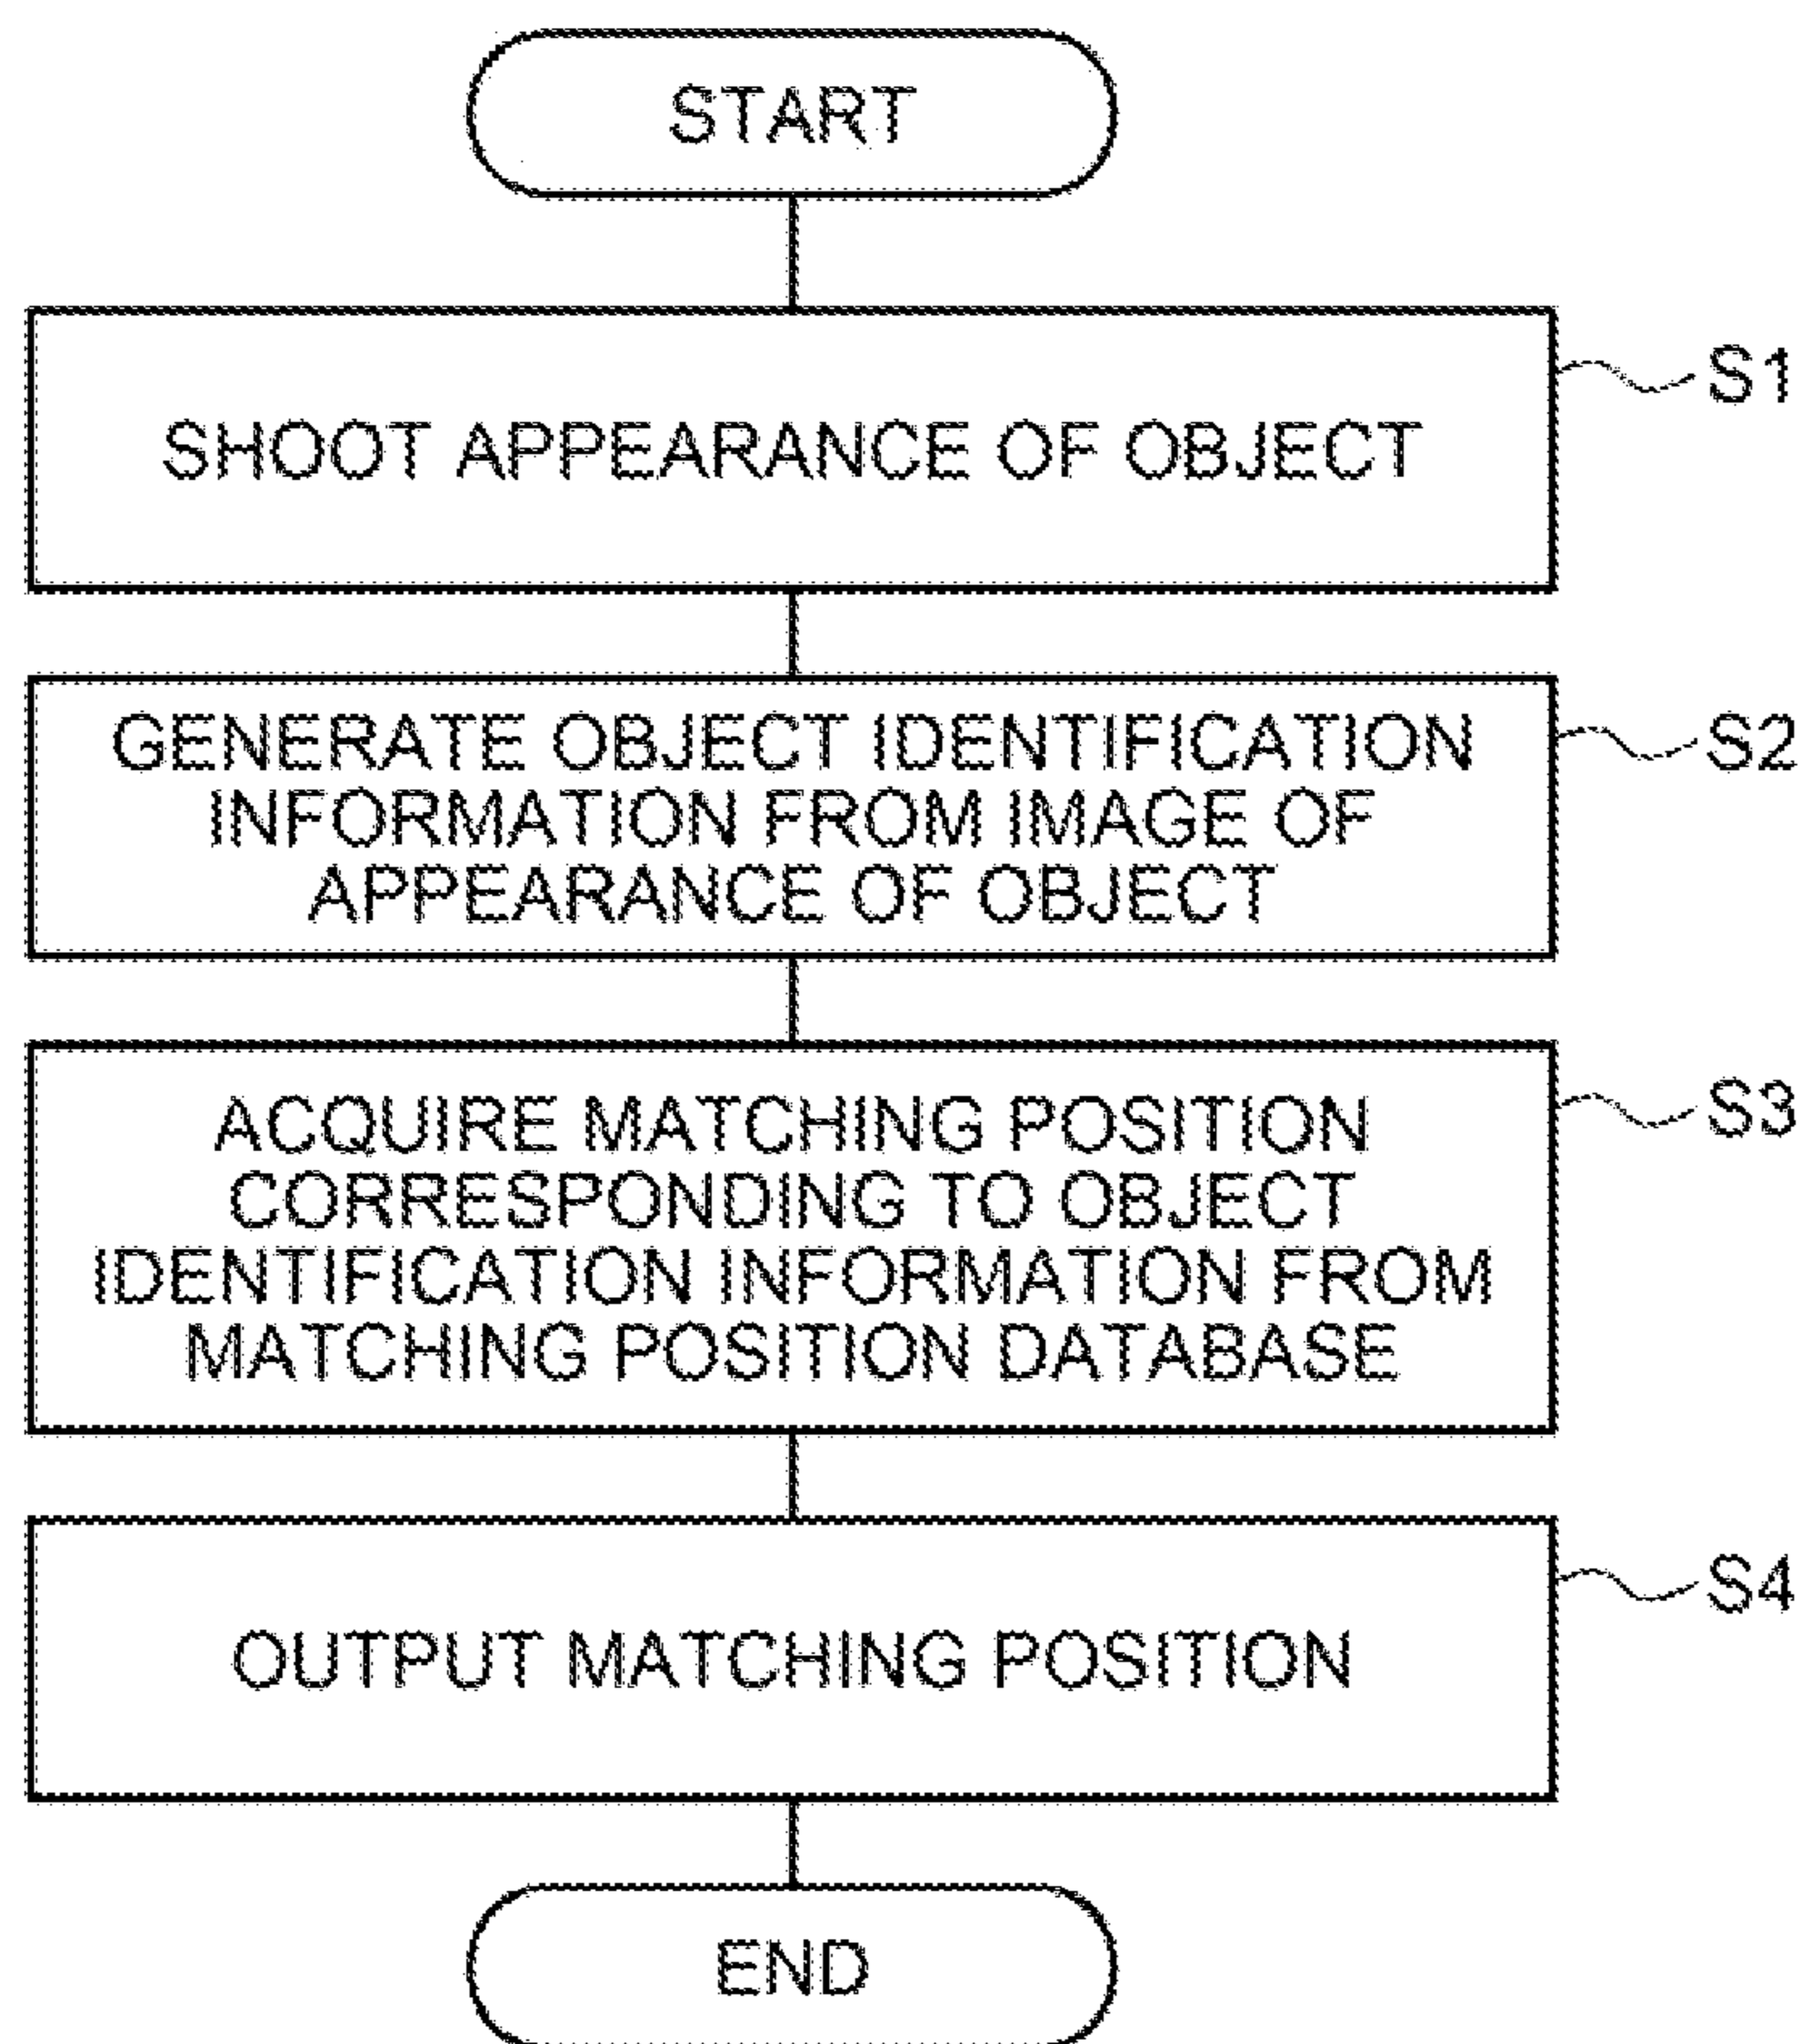 START
SHOOT APPEARANCE OF OBJECT
S1
GENERATE OBJECT IDENTIFICATION
INFORMATION FROM IMAGE OF
APPEARANCE OF OBJECT
S2
ACQUIRE MATCHING POSITION
CORRESPONDING TO OBJECT
IDENTIFICATION INFORMATION FROM
MATCHING POSITION DATABASE
S3
OUTPUT MATCHING POSITION
S4
END